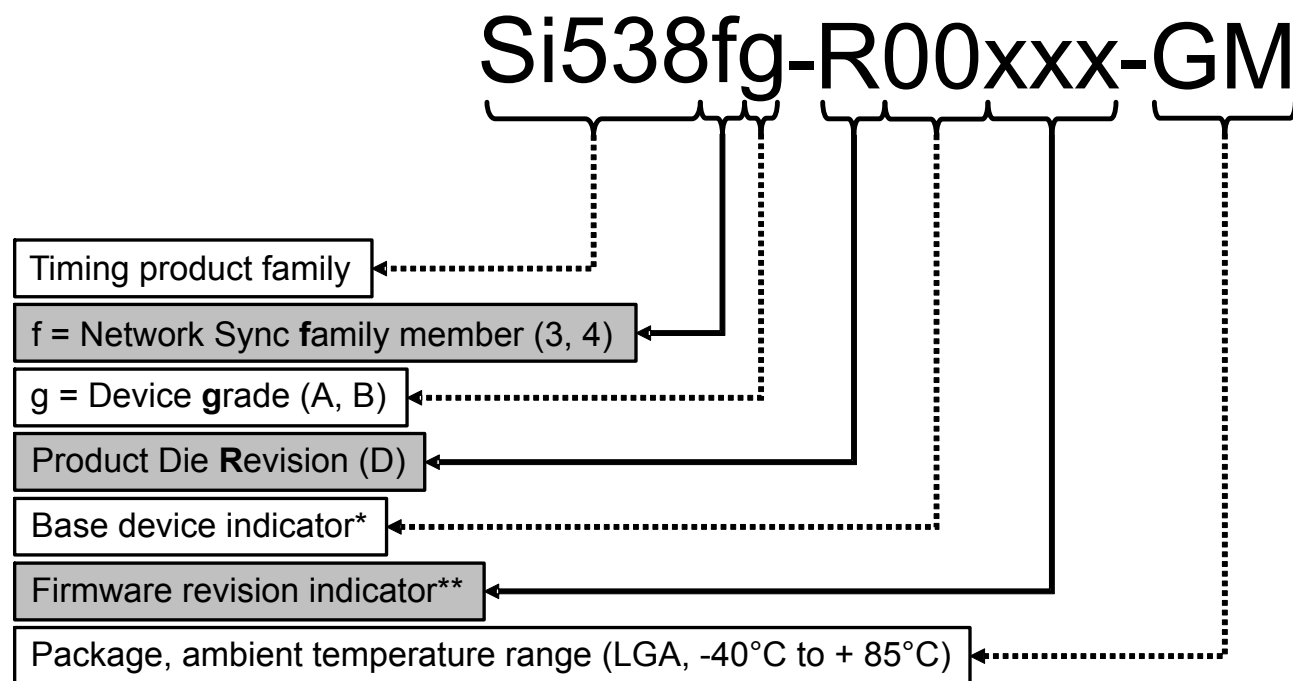 Si538fg-R00xxx-GM
Timing product family
f = Network Sync family member (3, 4)
g = Device grade (A, B)
Product Die Revision (D)
Base device indicator*
Firmware revision indicator**
Package, ambient temperature range (LGA, -40°C to + 85°C)